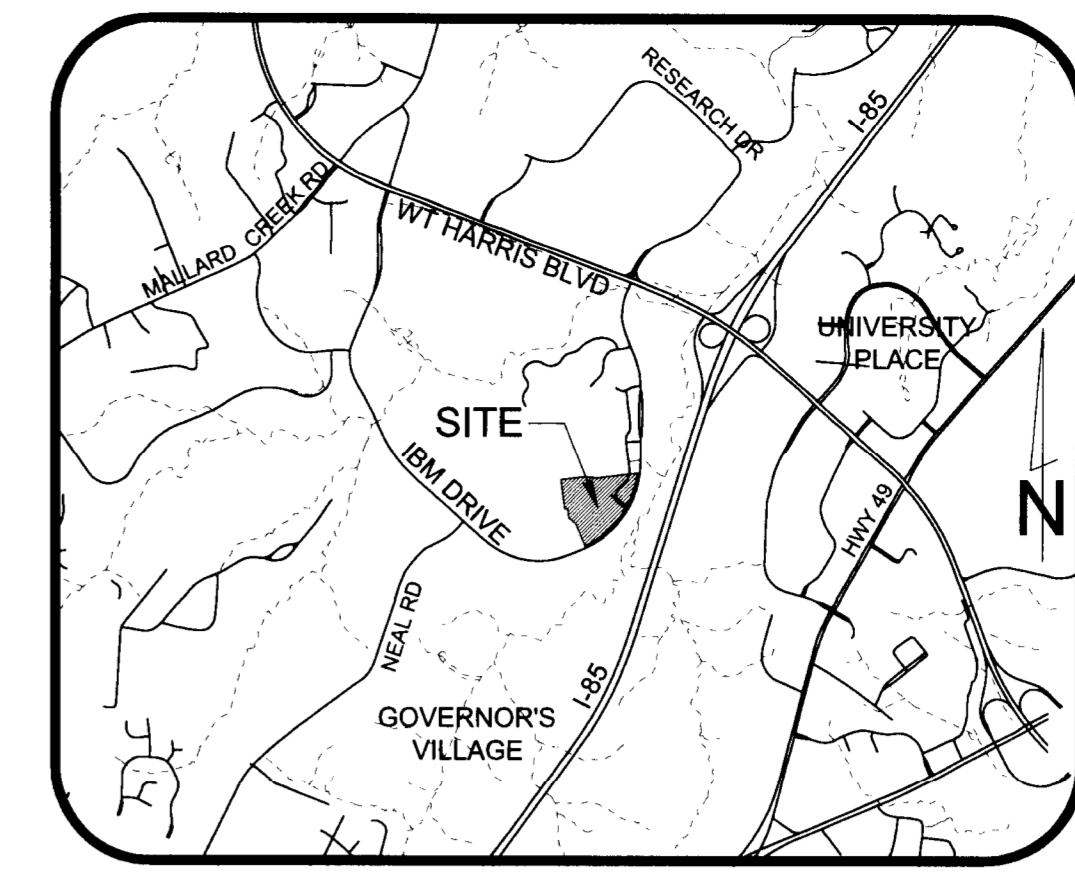 RESEARCH DR
I-85
MALLARD CREEK RD
WT HARRIS BLVD
UNIVERSITY
PLACE
SITE
IBM DRIVE
HWY 49
N
NEAL RD
I-85
GOVERNOR'S
VILLAGE